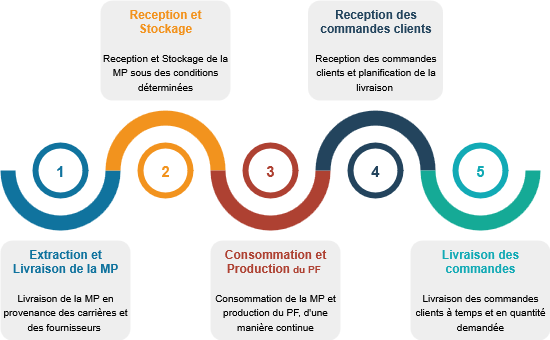 Reception et
Stockage
Reception et Stockage de la
MP sous des conditions
déterminées
Reception des
commandes clients
Reception des commandes
clients et planification de la
livraison
1
2
3
4
5
Extraction et
Livraison de la MP
Livraison de la MP en
provenance des carrières et
des fournisseurs
Consommation et
Production du PF
Consommation de la MP et
production du PF, d'une
manière continue
Livraison des
commandes
Livraison des commandes
clients à temps et en quantité
demandée